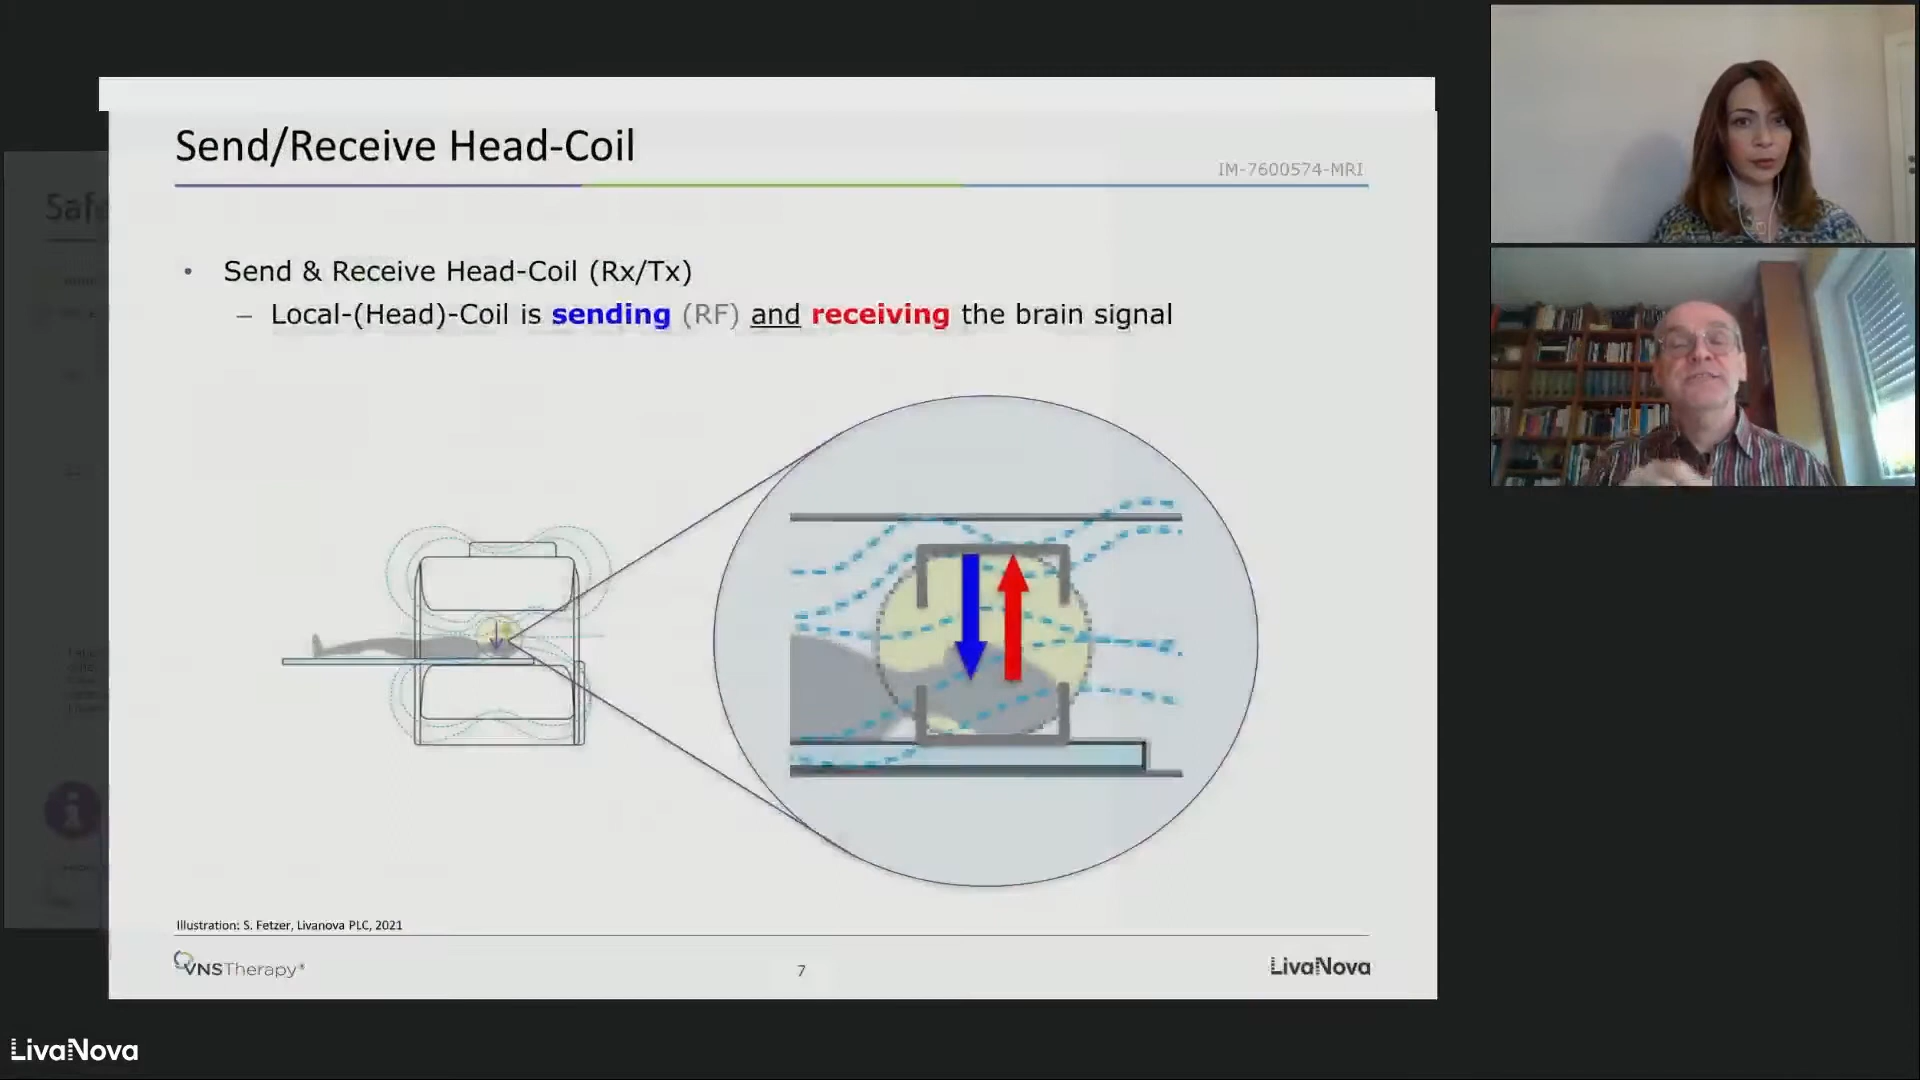 Send/Receive Head-Coil
IM-7600574-MRI
Safe
• Send & Receive Head-Coil (Rx/Tx)
– Local-(Head)-Coil is sending (RF) and receiving the brain signal
Illustration: S. Fetzer, Livanova PLC, 2021
VNSTherapy®
7
LivaNova
LivaNova